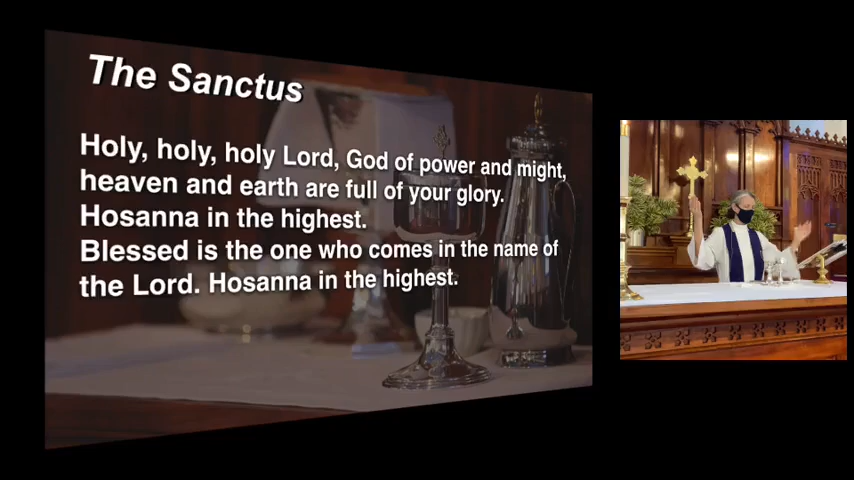 The Sanctus
Holy, holy, holy Lord, God of power and might,
heaven and earth are full of your glory.
Hosanna in the highest.
Blessed is the one who comes in the name of
the Lord. Hosanna in the highest.